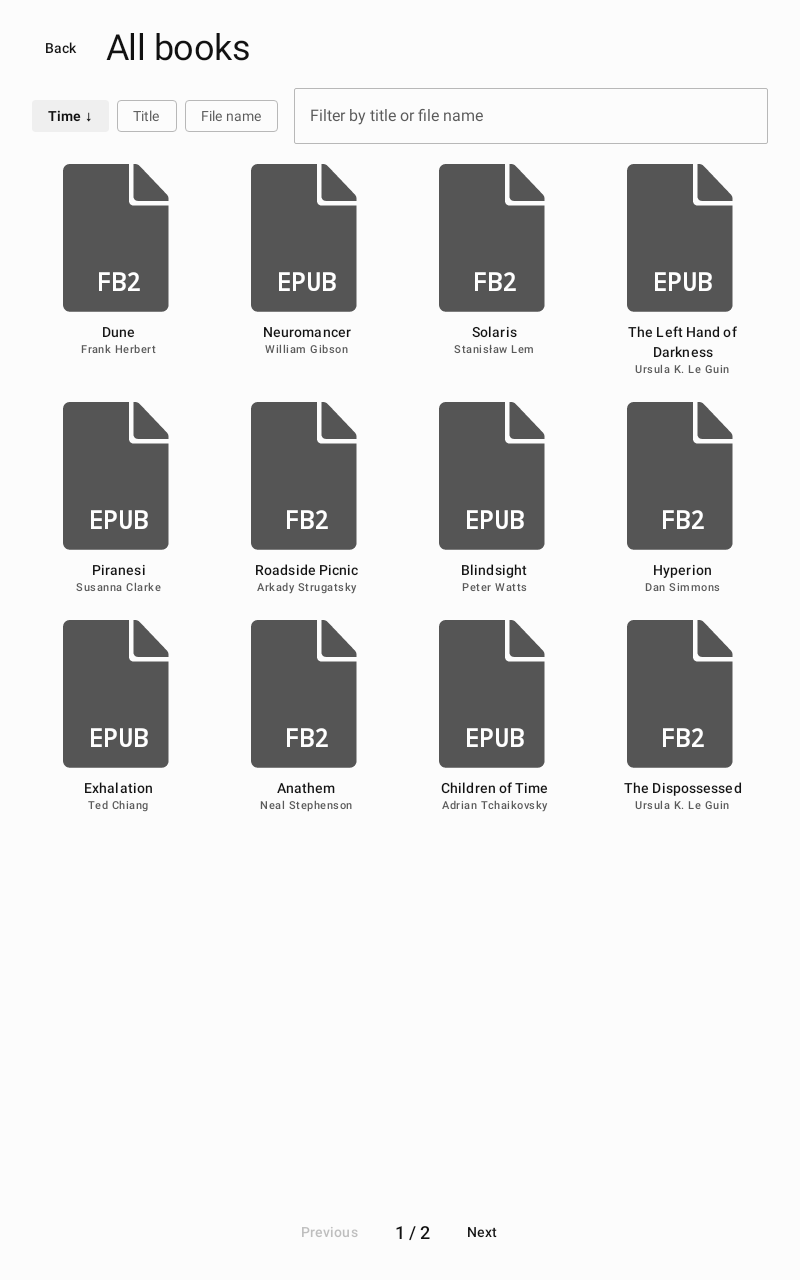 Back
All books
Time ↓
Title
File name
Filter by title or file name
FB2
EPUB
FB2
EPUB
Dune
Neuromancer
Solaris
The Left Hand of
Darkness
Frank Herbert
William Gibson
Stanisław Lem
Ursula K. Le Guin
EPUB
FB2
EPUB
FB2
Piranesi
Roadside Picnic
Blindsight
Hyperion
Susanna Clarke
Arkady Strugatsky
Peter Watts
Dan Simmons
EPUB
FB2
EPUB
FB2
Exhalation
Anathem
Children of Time
The Dispossessed
Ted Chiang
Neal Stephenson
Adrian Tchaikovsky
Ursula K. Le Guin
Previous
1 / 2
Next